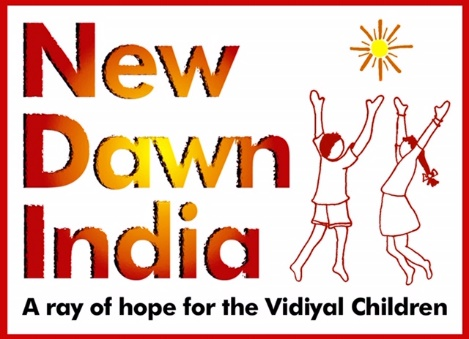 New
Dawn
India
A ray of hope for the Vidiyal Children